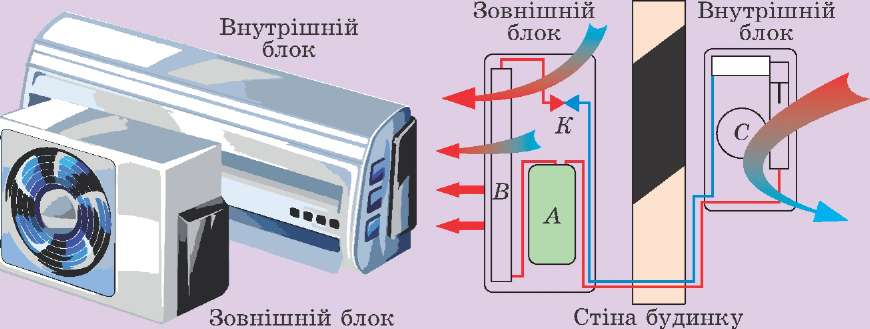 Внутрішній
блок
Зовнішній блок
Зовнішній
блок
Внутрішній
блок
K
B
A
C
Стіна будинку